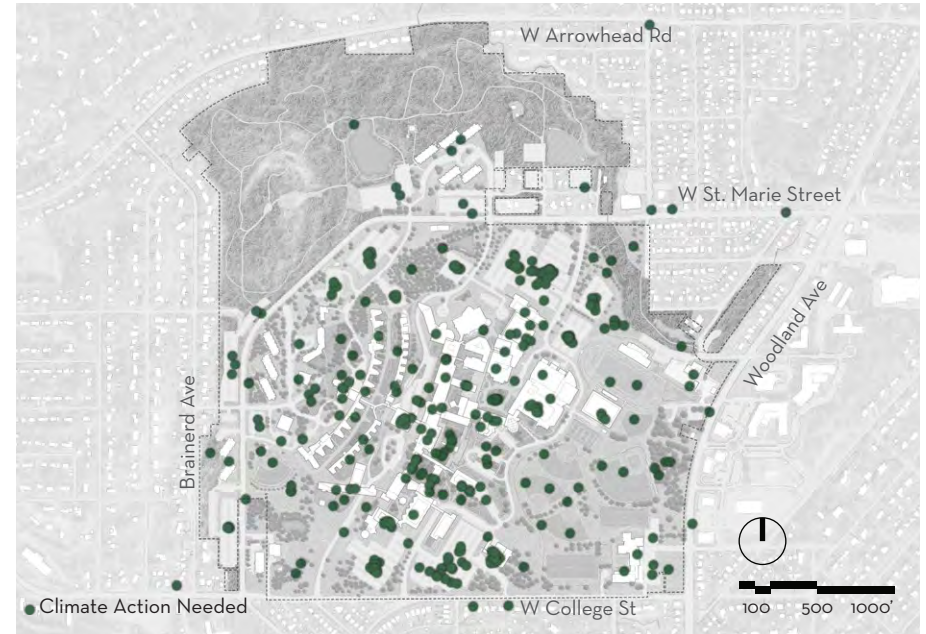 W Arrowhead Rd
W St. Marie Street
Woodland Ave
Brainerd Ave
Climate Action Needed
W College St
100 500 1000'